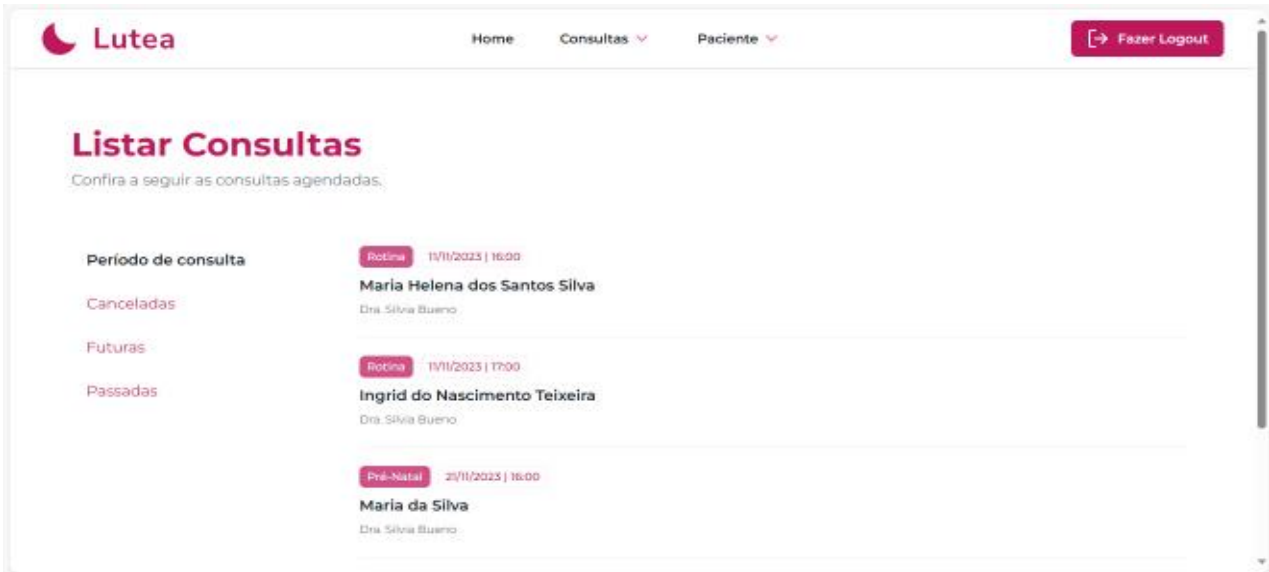 Lutea
Home
Consultas
Paciente
Fazer Logout
Listar Consultas
Confira a seguir as consultas agendadas.
Período de consulta
Canceladas
Futuras
Passadas
Rotina 11/11/2023 | 16:00
Maria Helena dos Santos Silva
Dra. Silvia Bueno
Rotina 11/11/2023 | 17:00
Ingrid do Nascimento Teixeira
Dra. Silvia Bueno
Pré-Natal 21/11/2023 | 16:00
Maria da Silva
Dra. Silvia Bueno